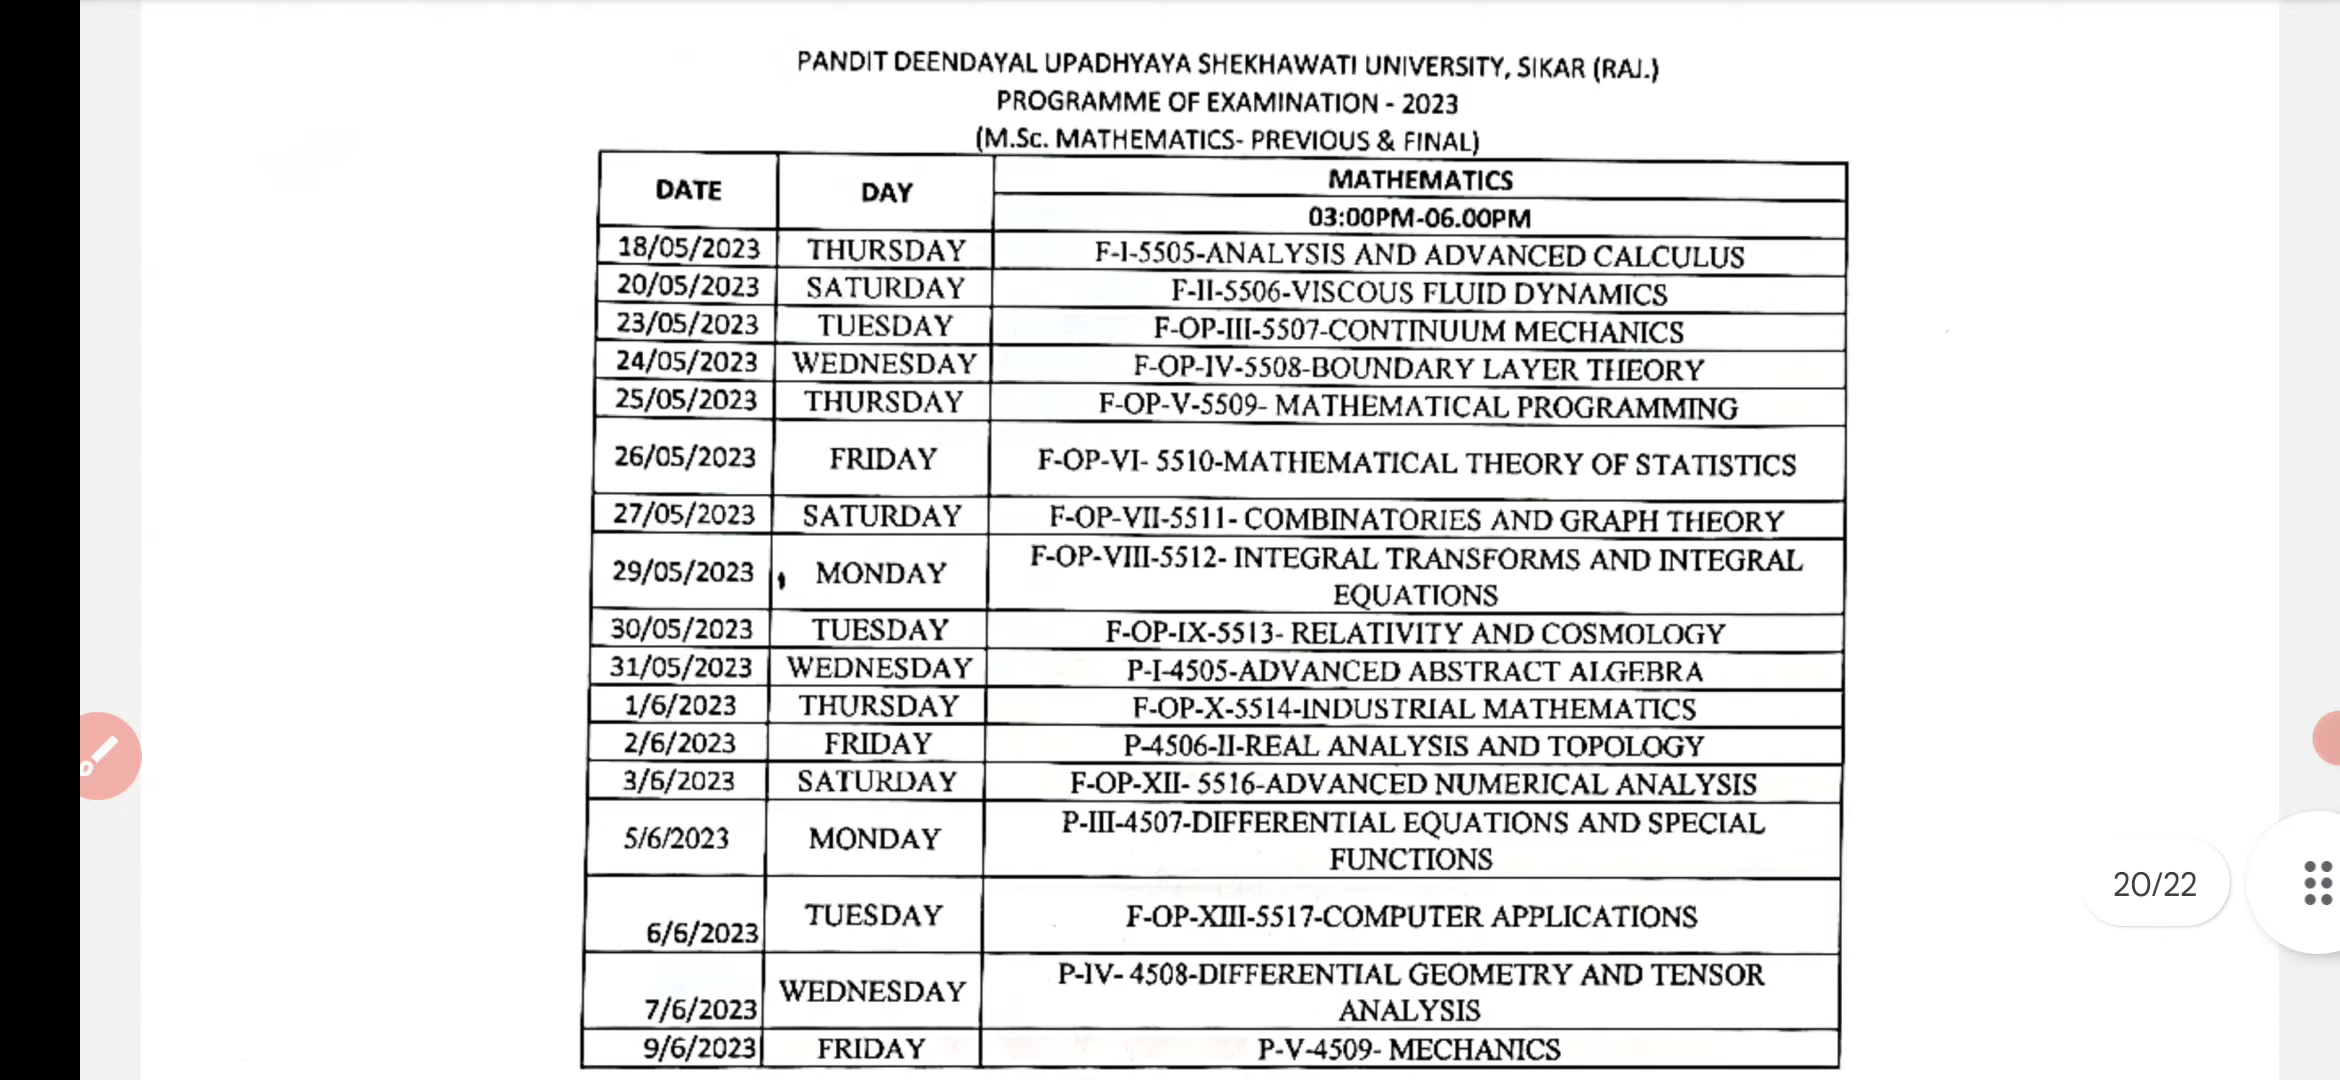 PANDIT DEENDAYAL UPADHYAYA SHEKHAWATI UNIVERSITY, SIKAR (RAJ.)
PROGRAMME OF EXAMINATION - 2023
(M.Sc. MATHEMATICS- PREVIOUS & FINAL)
DATE DAY MATHEMATICS
03:00PM-06.00PM
18/05/2023 THURSDAY F-I-5505-ANALYSIS AND ADVANCED CALCULUS
20/05/2023 SATURDAY F-II-5506-VISCOUS FLUID DYNAMICS
23/05/2023 TUESDAY F-OP-III-5507-CONTINUUM MECHANICS
24/05/2023 WEDNESDAY F-OP-IV-5508-BOUNDARY LAYER THEORY
25/05/2023 THURSDAY F-OP-V-5509- MATHEMATICAL PROGRAMMING
26/05/2023 FRIDAY F-OP-VI- 5510-MATHEMATICAL THEORY OF STATISTICS
27/05/2023 SATURDAY F-OP-VII-5511- COMBINATORIES AND GRAPH THEORY
29/05/2023 MONDAY F-OP-VIII-5512- INTEGRAL TRANSFORMS AND INTEGRAL
EQUATIONS
30/05/2023 TUESDAY F-OP-IX-5513- RELATIVITY AND COSMOLOGY
31/05/2023 WEDNESDAY P-I-4505-ADVANCED ABSTRACT ALGEBRA
1/6/2023 THURSDAY F-OP-X-5514-INDUSTRIAL MATHEMATICS
2/6/2023 FRIDAY P-4506-II-REAL ANALYSIS AND TOPOLOGY
3/6/2023 SATURDAY F-OP-XII- 5516-ADVANCED NUMERICAL ANALYSIS
5/6/2023 MONDAY P-III-4507-DIFFERENTIAL EQUATIONS AND SPECIAL
FUNCTIONS
6/6/2023 TUESDAY F-OP-XIII-5517-COMPUTER APPLICATIONS
7/6/2023 WEDNESDAY P-IV- 4508-DIFFERENTIAL GEOMETRY AND TENSOR
ANALYSIS
9/6/2023 FRIDAY P-V-4509- MECHANICS
20/22